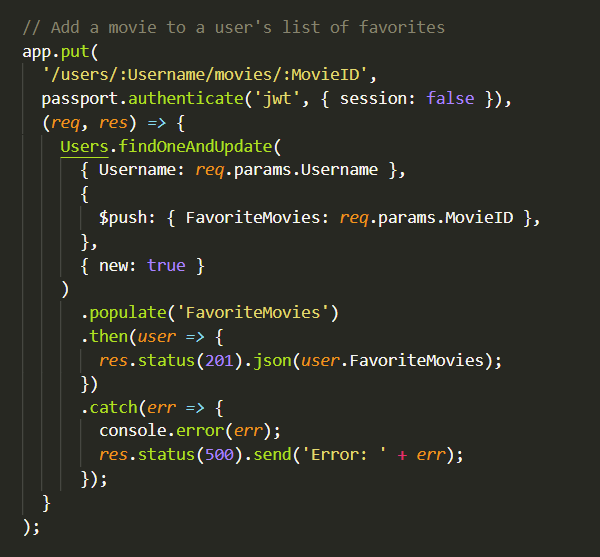 // Add a movie to a user's list of favorites
app.put(
  '/users/:Username/movies/:MovieID',
  passport.authenticate('jwt', { session: false }),
  (req, res) => {
    Users.findOneAndUpdate(
      { Username: req.params.Username },
      {
        $push: { FavoriteMovies: req.params.MovieID },
      },
      { new: true }
    )
      .populate('FavoriteMovies')
      .then(user => {
        res.status(201).json(user.FavoriteMovies);
      })
      .catch(err => {
        console.error(err);
        res.status(500).send('Error: ' + err);
      });
  }
);